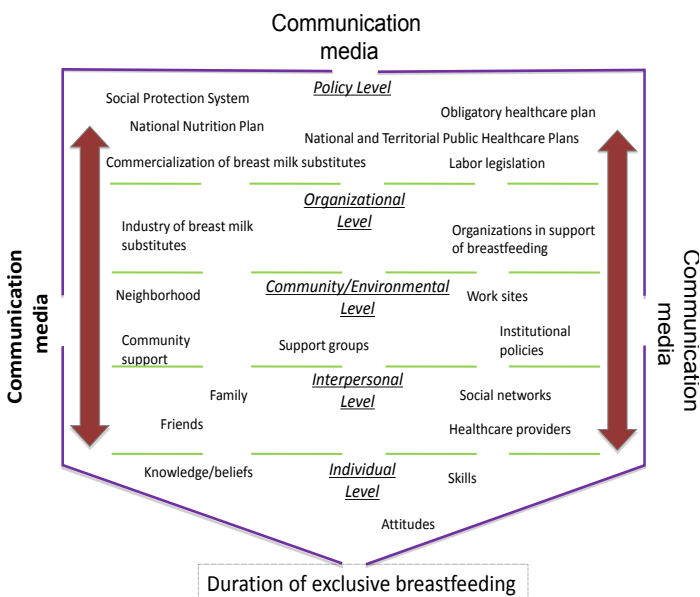 Communication
media
Policy Level
Social Protection System
Obligatory healthcare plan
National Nutrition Plan
National and Territorial Public Healthcare Plans
Commercialization of breast milk substitutes
Labor legislation
Organizational
Level
Industry of breast milk
substitutes
Organizations in support
of breastfeeding
Communication
media
Communication
media
Community/Environmental
Level
Neighborhood
Work sites
Community
support
Support groups
Institutional
policies
Interpersonal
Level
Family
Social networks
Friends
Healthcare providers
Individual
Level
Knowledge/beliefs
Skills
Attitudes
Duration of exclusive breastfeeding